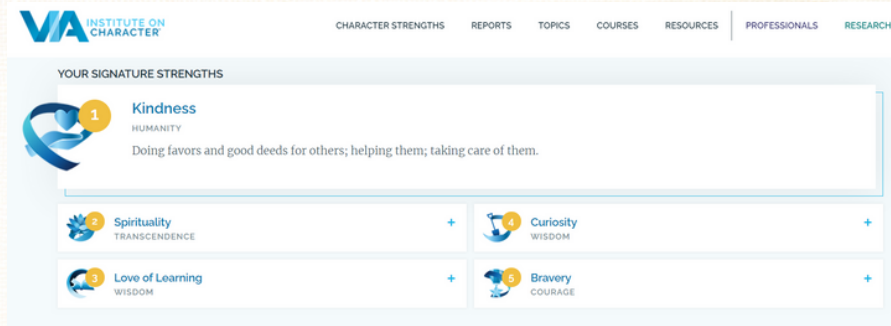 VIA INSTITUTE ON
CHARACTER
CHARACTER STRENGTHS REPORTS TOPICS COURSES RESOURCES PROFESSIONALS RESEARCH
YOUR SIGNATURE STRENGTHS
1 Kindness
HUMANITY
Doing favors and good deeds for others; helping them; taking care of them.
2 Spirituality +
TRANSCENDENCE
4 Curiosity +
WISDOM
3 Love of Learning +
WISDOM
5 Bravery +
COURAGE